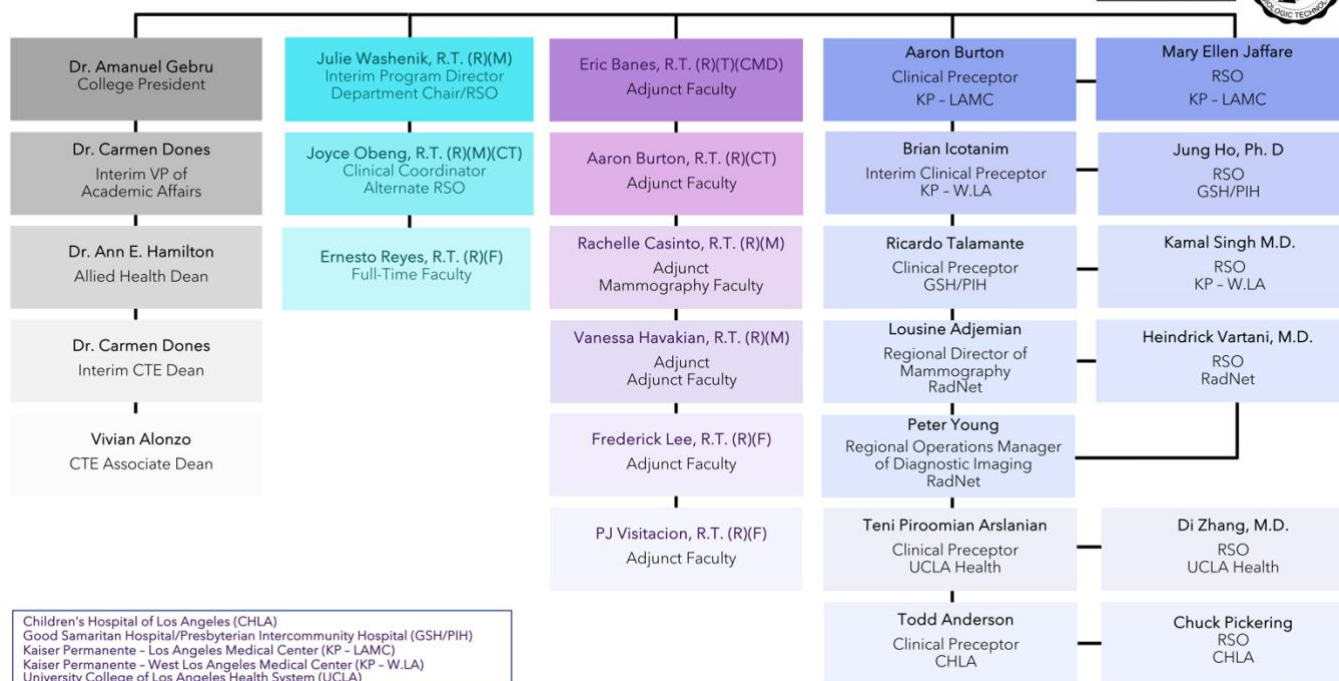 OLOGIC TECHNOL
Dr. Amanuel Gebru
College President
Dr. Carmen Dones
Interim VP of
Academic Affairs
Dr. Ann E. Hamilton
Allied Health Dean
Dr. Carmen Dones
Interim CTE Dean
Vivian Alonzo
CTE Associate Dean
Julie Washenik, R.T. (R)(M)
Interim Program Director
Department Chair/RSO
Joyce Obeng, R.T. (R)(M)(CT)
Clinical Coordinator
Alternate RSO
Ernesto Reyes, R.T. (R)(F)
Full-Time Faculty
Eric Banes, R.T. (R)(T)(CMD)
Adjunct Faculty
Aaron Burton, R.T. (R)(CT)
Adjunct Faculty
Rachelle Casinto, R.T. (R)(M)
Adjunct
Mammography Faculty
Vanessa Havakian, R.T. (R)(M)
Adjunct
Adjunct Faculty
Frederick Lee, R.T. (R)(F)
Adjunct Faculty
PJ Visitacion, R.T. (R)(F)
Adjunct Faculty
Aaron Burton
Clinical Preceptor
KP – LAMC
Mary Ellen Jaffare
RSO
KP – LAMC
Brian Icotanim
Interim Clinical Preceptor
KP – W.LA
Jung Ho, Ph. D
RSO
GSH/PIH
Ricardo Talamante
Clinical Preceptor
GSH/PIH
Kamal Singh M.D.
RSO
KP – W.LA
Lousine Adjemian
Regional Director of
Mammography
RadNet
Heindrick Vartani, M.D.
RSO
RadNet
Peter Young
Regional Operations Manager
of Diagnostic Imaging
RadNet
Teni Piroomian Arslanian
Clinical Preceptor
UCLA Health
Di Zhang, M.D.
RSO
UCLA Health
Todd Anderson
Clinical Preceptor
CHLA
Chuck Pickering
RSO
CHLA
Children's Hospital of Los Angeles (CHLA)
Good Samaritan Hospital/Presbyterian Intercommunity Hospital (GSH/PIH)
Kaiser Permanente – Los Angeles Medical Center (KP – LAMC)
Kaiser Permanente – West Los Angeles Medical Center (KP – W.LA)
University College of Los Angeles Health System (UCLA)